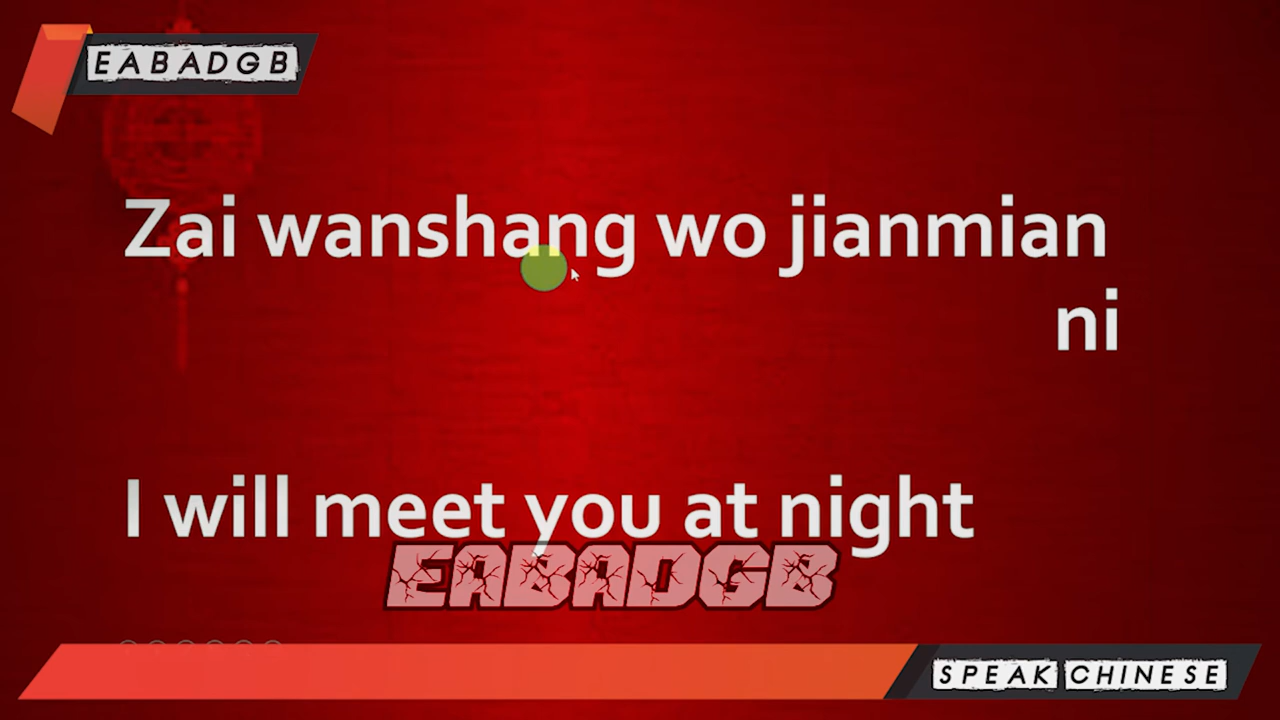 EABADGB
Zai wanshang wo jianmian
ni
I will meet you at night
EABADGB
SPEAK CHINESE